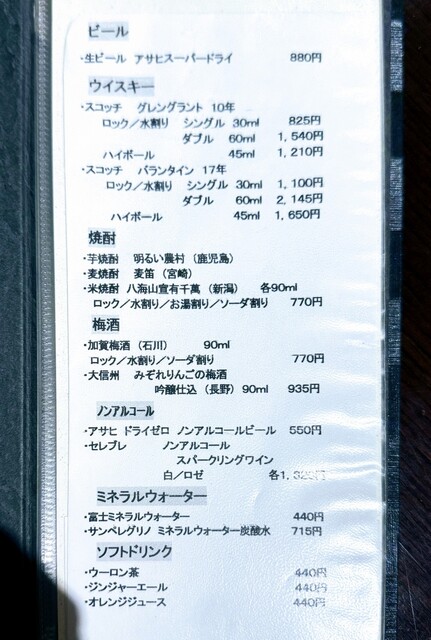 ビール
・生ビール アサヒスーパードライ 880円
ウイスキー
・スコッチ グレングラント 10年
ロック／水割り シングル 30ml 825円
ダブル 60ml 1,540円
ハイボール 45ml 1,210円
・スコッチ バランタイン 17年
ロック／水割り シングル 30ml 1,100円
ダブル 60ml 2,145円
ハイボール 45ml 1,650円
焼酎
・芋焼酎 明るい農村（鹿児島）
・麦焼酎 麦笛（宮崎）
・米焼酎 八海山宣有千萬（新潟） 各90ml
ロック／水割り／お湯割り／ソーダ割り 770円
梅酒
・加賀梅酒（石川） 90ml
ロック／水割り／ソーダ割り 770円
・大信州 みぞれりんごの梅酒
吟醸仕込（長野）90ml 935円
ノンアルコール
・アサヒ ドライゼロ ノンアルコールビール 550円
・セレブレ ノンアルコール
スパークリングワイン
白／ロゼ
ミネラルウォーター
・富士ミネラルウォーター 440円
・サンペレグリノ ミネラルウォーター炭酸水 715円
ソフトドリンク
・ウーロン茶 440円
・ジンジャーエール 440円
・オレンジジュース 440円